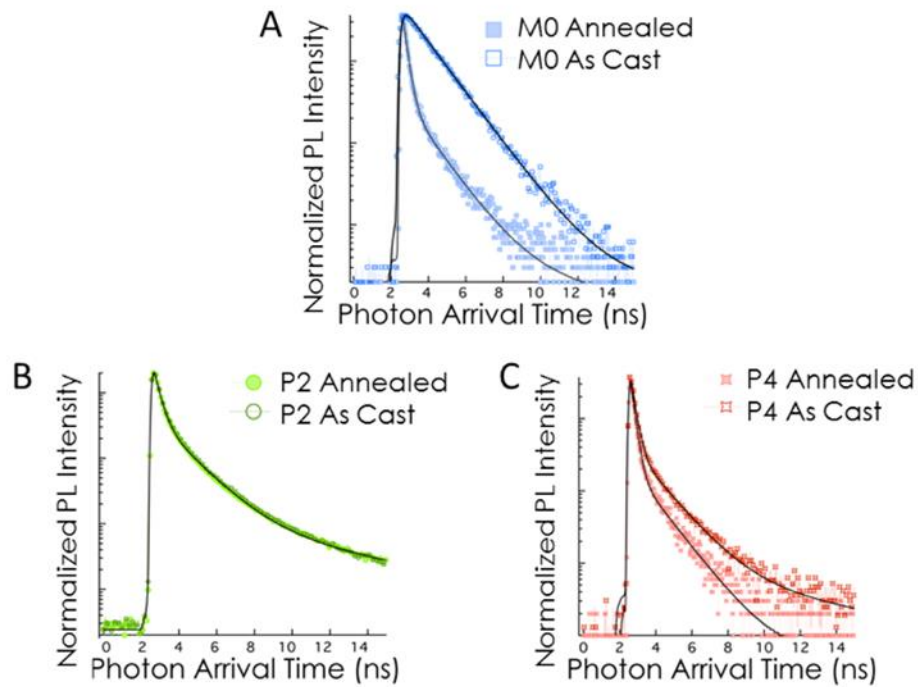 A
M0 Annealed
M0 As Cast
Normalized PL Intensity
0 2 4 6 8 10 12 14
Photon Arrival Time (ns)
B
P2 Annealed
P2 As Cast
Normalized PL Intensity
4 6 8 10 12 14
Photon Arrival Time (ns)
C
P4 Annealed
P4 As Cast
Normalized PL Intensity
0 2 4 6 8 10 12 14
Photon Arrival Time (ns)